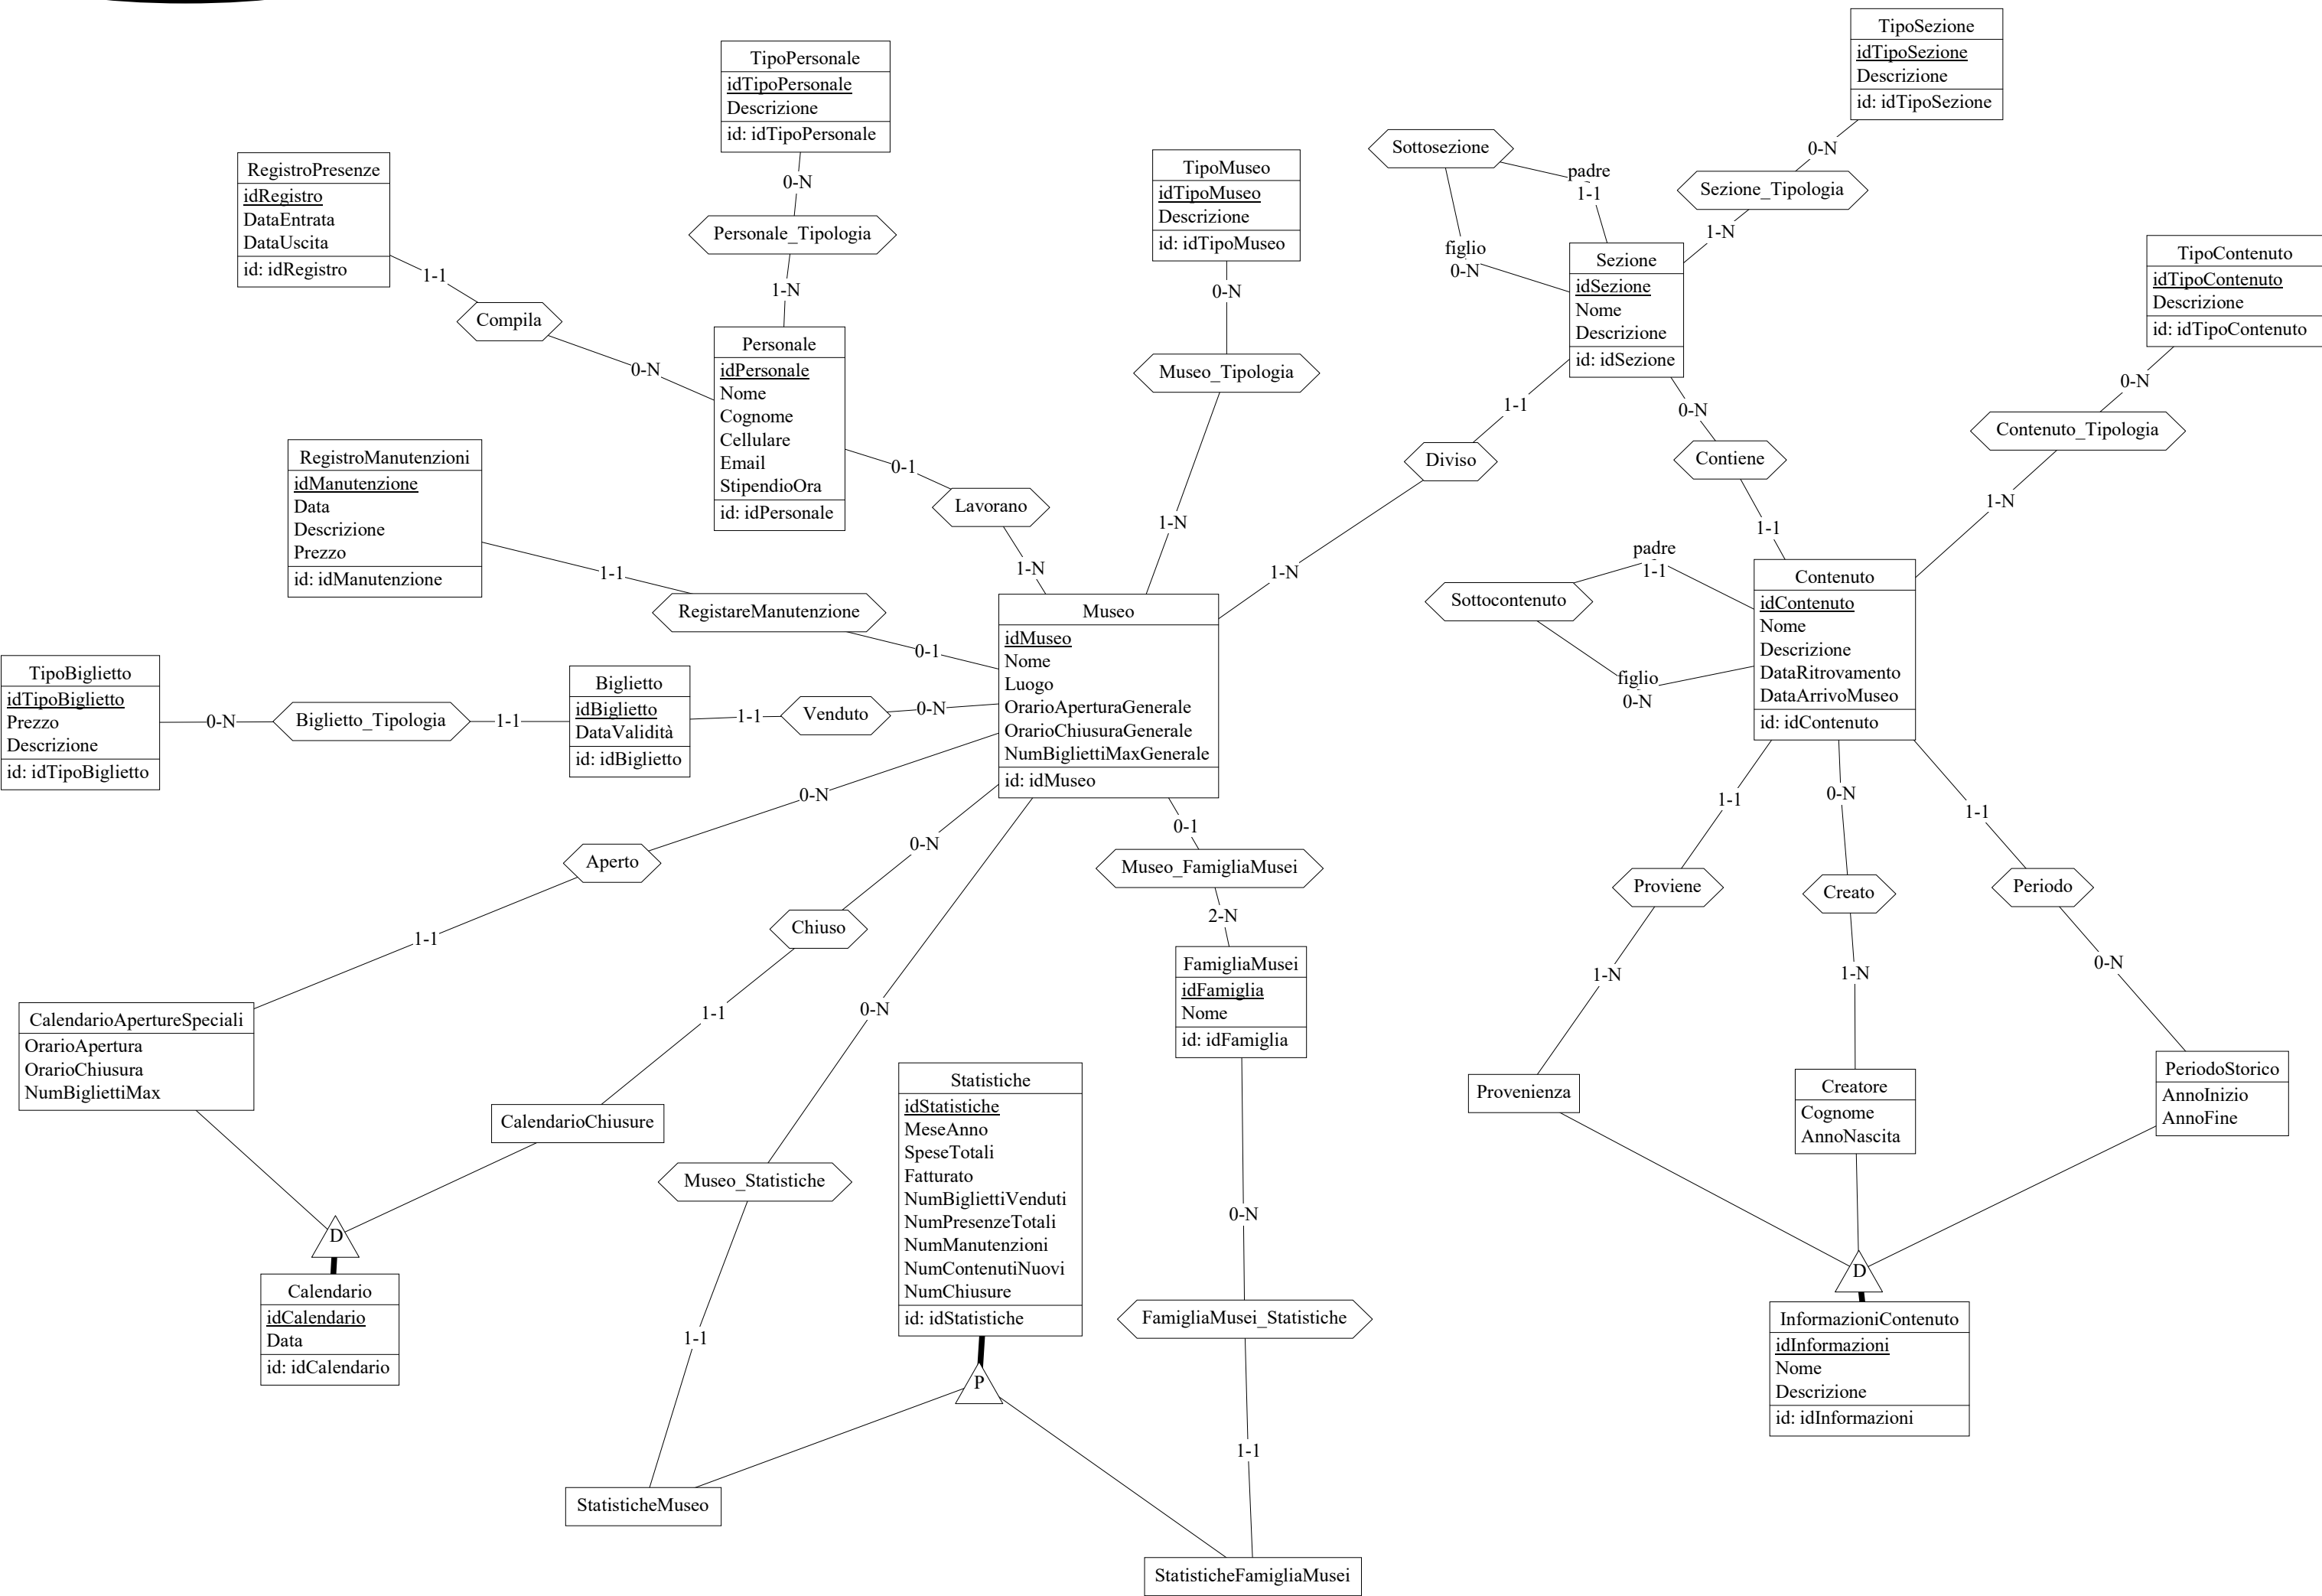 TipoSezione
idTipoSezione
Descrizione
id: idTipoSezione
0-N
Sezione_Tipologia
1-N
TipoPersonale
idTipoPersonale
Descrizione
id: idTipoPersonale
0-N
Personale_Tipologia
1-N
RegistroPresenze
idRegistro
DataEntrata
DataUscita
id: idRegistro
1-1
Compila
0-N
Personale
idPersonale
Nome
Cognome
Cellulare
Email
StipendioOra
id: idPersonale
0-1
Lavorano
1-N
TipoMuseo
idTipoMuseo
Descrizione
id: idTipoMuseo
0-N
Museo_Tipologia
1-N
Sottosezione
padre
1-1
figlio
0-N
Sezione
idSezione
Nome
Descrizione
id: idSezione
1-1
Diviso
1-N
0-N
Contiene
1-1
TipoContenuto
idTipoContenuto
Descrizione
id: idTipoContenuto
0-N
Contenuto_Tipologia
1-N
RegistroManutenzioni
idManutenzione
Data
Descrizione
Prezzo
id: idManutenzione
1-1
RegistareManutenzione
0-1
Sottocontenuto
padre
1-1
figlio
0-N
Contenuto
idContenuto
Nome
Descrizione
DataRitrovamento
DataArrivoMuseo
id: idContenuto
Museo
idMuseo
Nome
Luogo
OrarioAperturaGenerale
OrarioChiusuraGenerale
NumBigliettiMaxGenerale
id: idMuseo
TipoBiglietto
idTipoBiglietto
Prezzo
Descrizione
id: idTipoBiglietto
0-N
Biglietto_Tipologia
1-1
Biglietto
idBiglietto
DataValidità
id: idBiglietto
1-1
Venduto
0-N
0-N
Aperto
1-1
0-N
Chiuso
1-1
0-N
Museo_Statistiche
1-1
0-1
Museo_FamigliaMusei
2-N
FamigliaMusei
idFamiglia
Nome
id: idFamiglia
0-N
FamigliaMusei_Statistiche
1-1
1-1
Proviene
1-N
0-N
Creato
1-N
1-1
Periodo
0-N
CalendarioApertureSpeciali
OrarioApertura
OrarioChiusura
NumBigliettiMax
CalendarioChiusure
D
Calendario
idCalendario
Data
id: idCalendario
Statistiche
idStatistiche
MeseAnno
SpeseTotali
Fatturato
NumBigliettiVenduti
NumPresenzeTotali
NumManutenzioni
NumContenutiNuovi
NumChiusure
id: idStatistiche
P
StatisticheMuseo
StatisticheFamigliaMusei
Provenienza
Creatore
Cognome
AnnoNascita
PeriodoStorico
AnnoInizio
AnnoFine
D
InformazioniContenuto
idInformazioni
Nome
Descrizione
id: idInformazioni